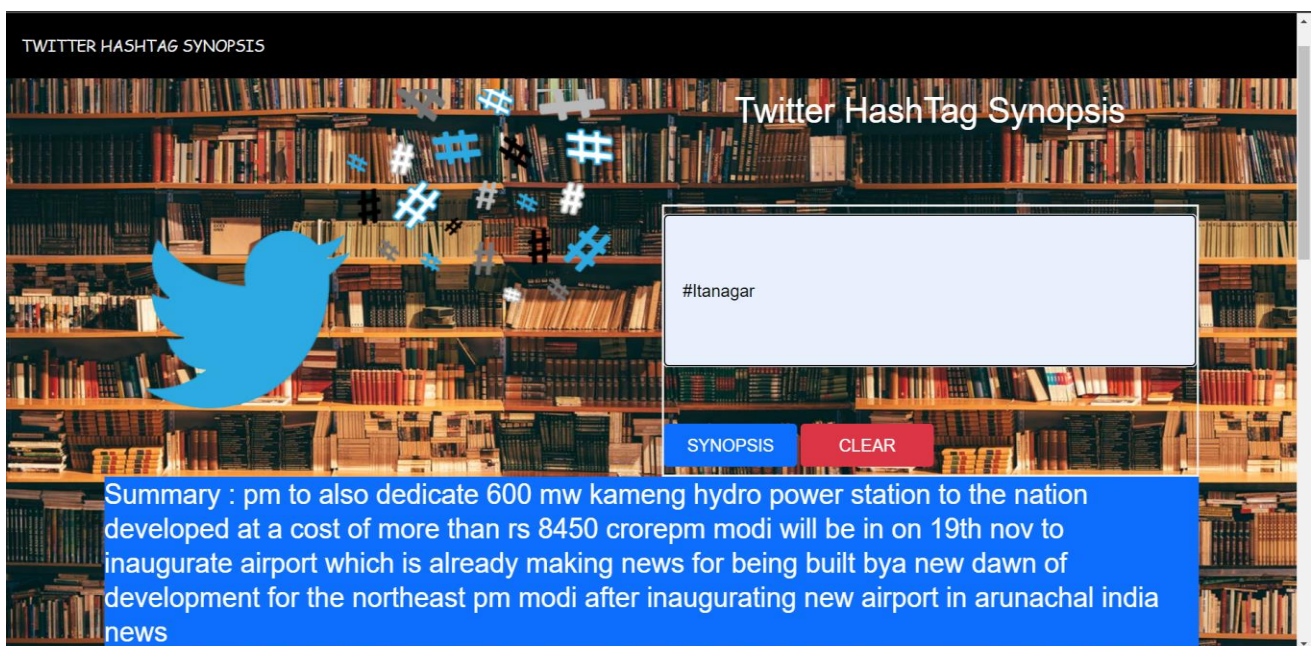 TWITTER HASHTAG SYNOPSIS
Twitter HashTag Synopsis
#Itanagar
SYNOPSIS CLEAR
Summary : pm to also dedicate 600 mw kameng hydro power station to the nation
developed at a cost of more than rs 8450 crorepm modi will be in on 19th nov to
inaugurate airport which is already making news for being built bya new dawn of
development for the northeast pm modi after inaugurating new airport in arunachal india
news